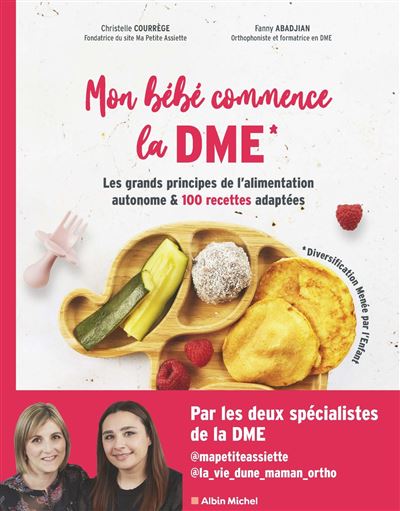 Christelle COURRÈGE
Fondatrice du site Ma Petite Assiette
Fanny ABADJIAN
Orthophoniste et formatrice en DME
Mon bébé commence
la DME*
Les grands principes de l'alimentation
autonome & 100 recettes adaptées
*Diversification Menée par l'Enfant
Par les deux spécialistes
de la DME
@mapetiteassiette
@la_vie_dune_maman_ortho
Albin Michel